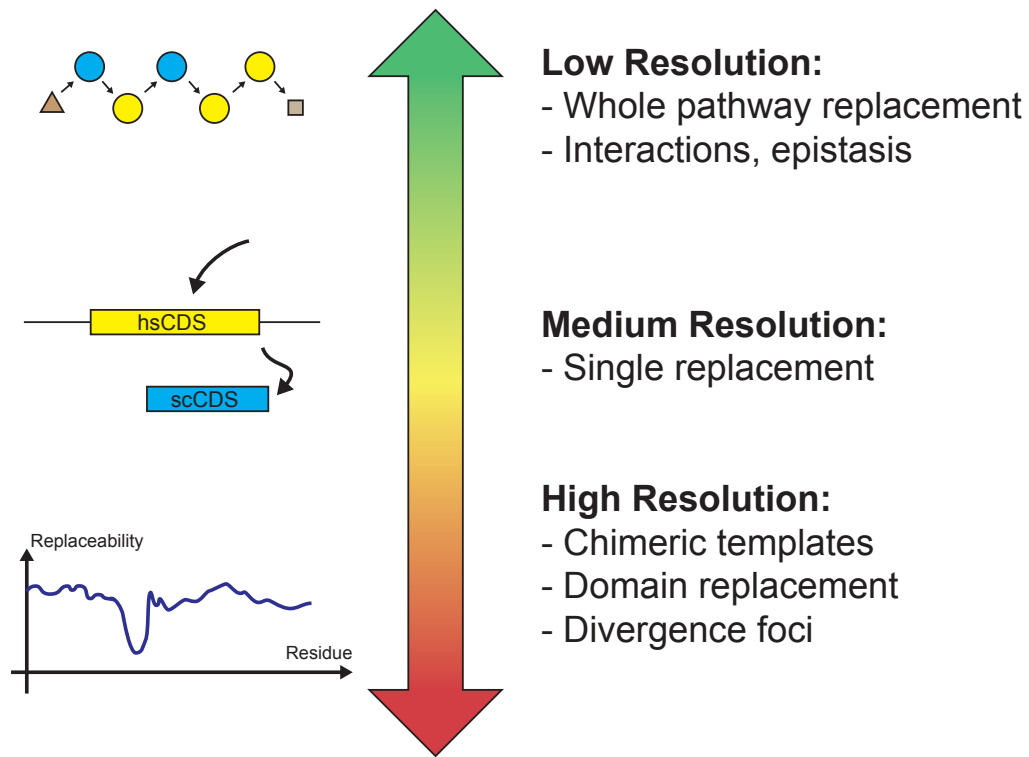 Low Resolution:
- Whole pathway replacement
- Interactions, epistasis
hsCDS
scCDS
Medium Resolution:
- Single replacement
High Resolution:
- Chimeric templates
- Domain replacement
- Divergence foci
Replaceability
Residue